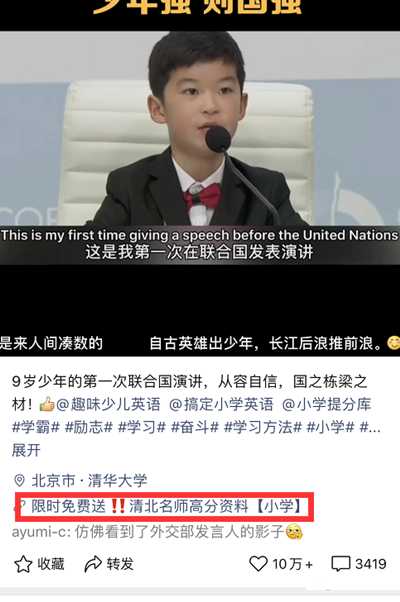 少年强 则国强
This is my first time giving a speech before the United Nations
这是我第一次在联合国发表演讲
是来人间凑数的 自古英雄出少年，长江后浪推前浪。
9岁少年的第一次联合国演讲，从容自信，国之栋梁之
材！👍@趣味少儿英语 @搞定小学英语 @小学提分库
#学霸# #励志# #学习# #奋斗# #学习方法# #小学# #...
展开
北京市·清华大学
限时免费送‼️清北名师高分资料【小学】
ayumi-c: 仿佛看到了外交部发言人的影子
收藏 转发 10万+ 3419